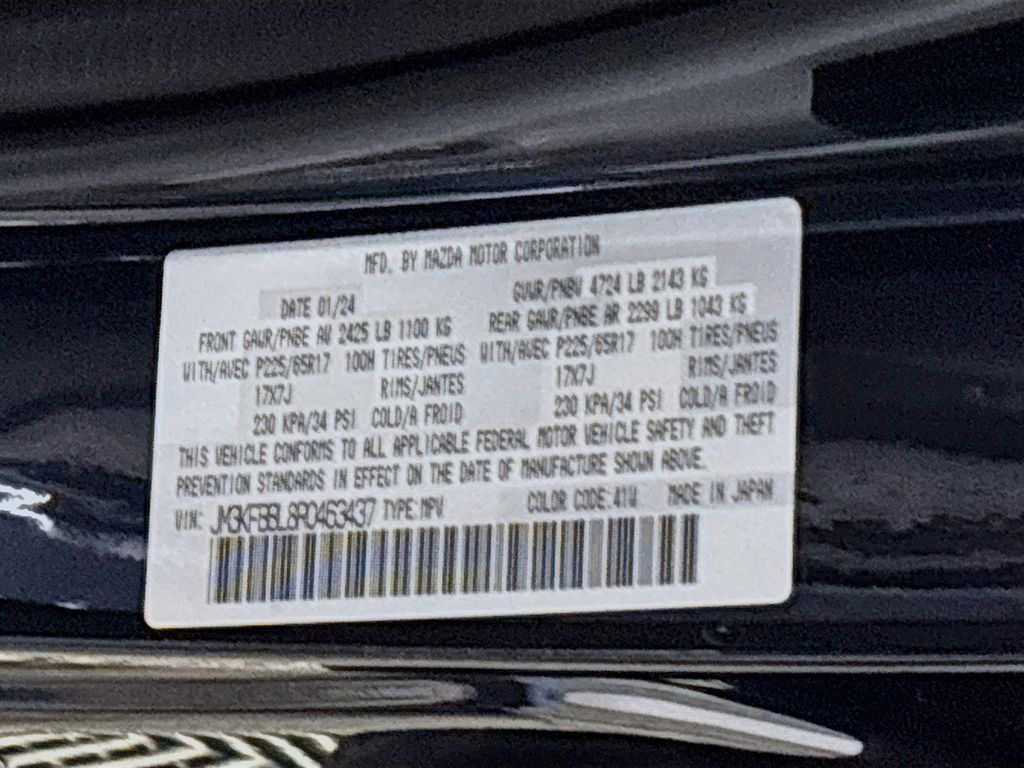 MFD. BY MAZDA MOTOR CORPORATION
DATE 01/24 GVWR/PNBV 4724 LB 2143 KG
FRONT GAWR/PNBE AV 2425 LB 1100 KG REAR GAWR/PNBE AR 2299 LB 1043 KG
WITH/AVEC P225/65R17 100H TIRES/PNEUS WITH/AVEC P225/65R17 100H TIRES/PNEUS
17X7J RIMS/JANTES 17X7J RIMS/JANTES
230 KPA/34 PSI COLD/A FROID 230 KPA/34 PSI COLD/A FROID
THIS VEHICLE CONFORMS TO ALL APPLICABLE FEDERAL MOTOR VEHICLE SAFETY AND THEFT
PREVENTION STANDARDS IN EFFECT ON THE DATE OF MANUFACTURE SHOWN ABOVE.
VIN: JM3KFBBL8R0463437 TYPE:MPV COLOR CODE:41W MADE IN JAPAN